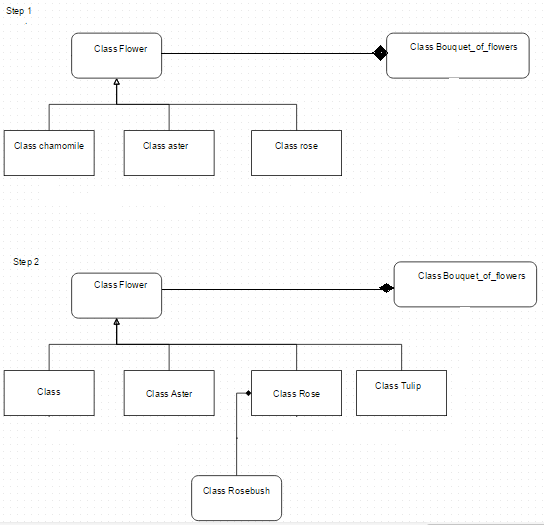 Step 1
Class Flower
Class Bouquet_of_flowers
Class chamomile
Class aster
Class rose
Step 2
Class Flower
Class Bouquet_of_flowers
Class
Class Aster
Class Rose
Class Tulip
Class Rosebush